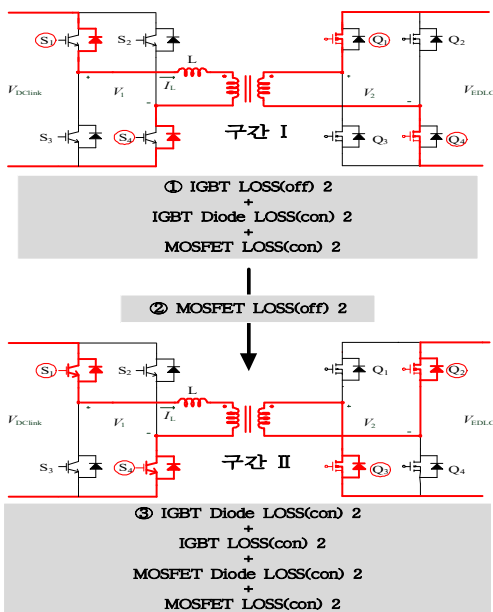 S1 S2 L Q1 Q2
VDClink V1 IL V2 VEDLC
S3 S4 Q3 Q4
구간 Ⅰ
① IGBT LOSS(off) 2
+
IGBT Diode LOSS(con) 2
+
MOSFET LOSS(con) 2
② MOSFET LOSS(off) 2
S1 S2 L Q1 Q2
VDClink V1 IL V2 VEDLC
S3 S4 Q3 Q4
구간 Ⅱ
③ IGBT Diode LOSS(con) 2
+
IGBT LOSS(con) 2
+
MOSFET Diode LOSS(con) 2
+
MOSFET LOSS(con) 2